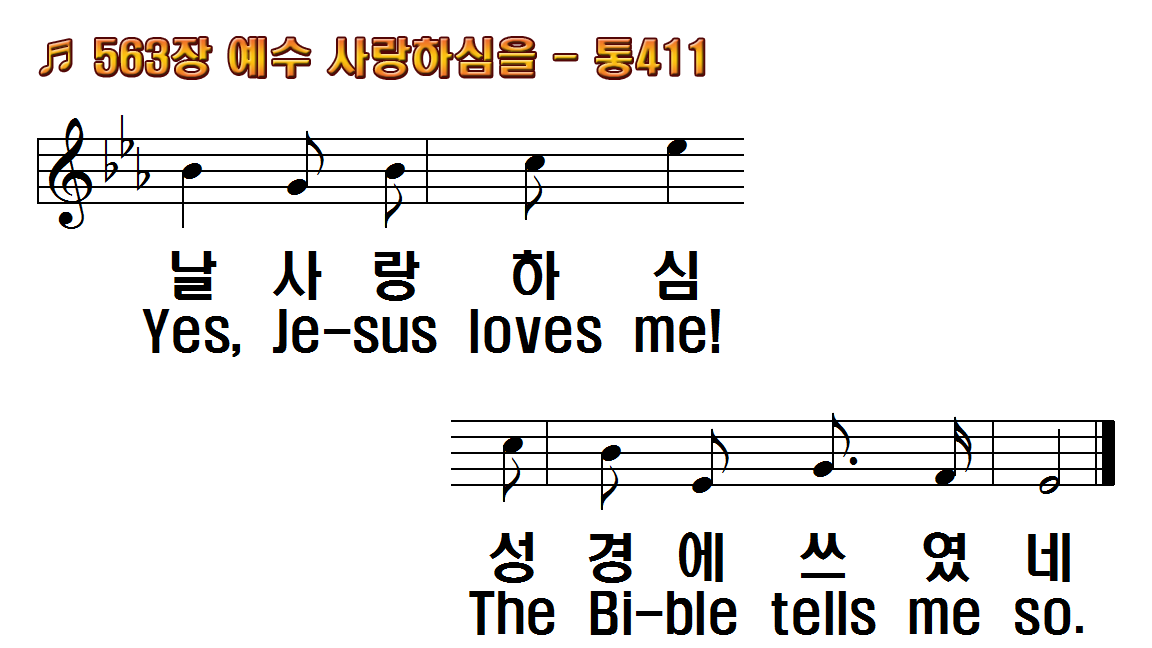 ♬ 563장 예수 사랑하심을 - 통411
날 사 랑 하 심
Yes, Je-sus loves me!
성 경 에 쓰 였 네
The Bi-ble tells me so.